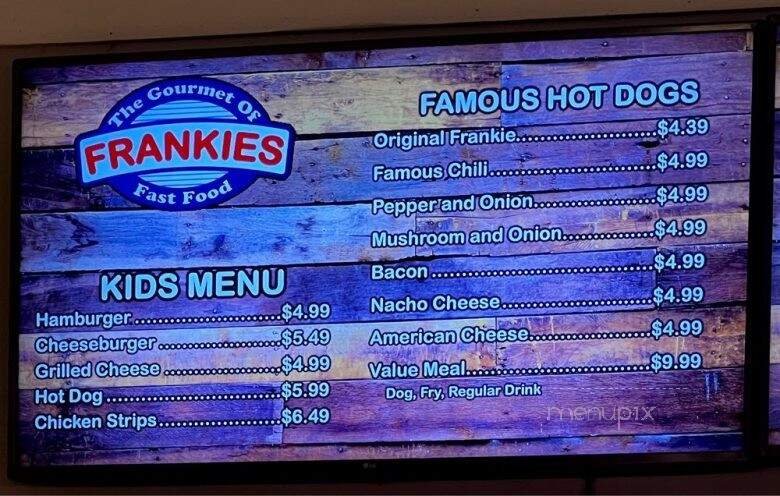 The Gourmet Of
FRANKIES
Fast Food
KIDS MENU
Hamburger..................$4.99
Cheeseburger...............$5.49
Grilled Cheese..............$4.99
Hot Dog......................$5.99
Chicken Strips...............$6.49
FAMOUS HOT DOGS
Original Frankie...................$4.39
Famous Chili......................$4.99
Pepper and Onion................$4.99
Mushroom and Onion............$4.99
Bacon..............................$4.99
Nacho Cheese....................$4.99
American Cheese................$4.99
Value Meal........................$9.99
Dog, Fry, Regular Drink
menupix
LG